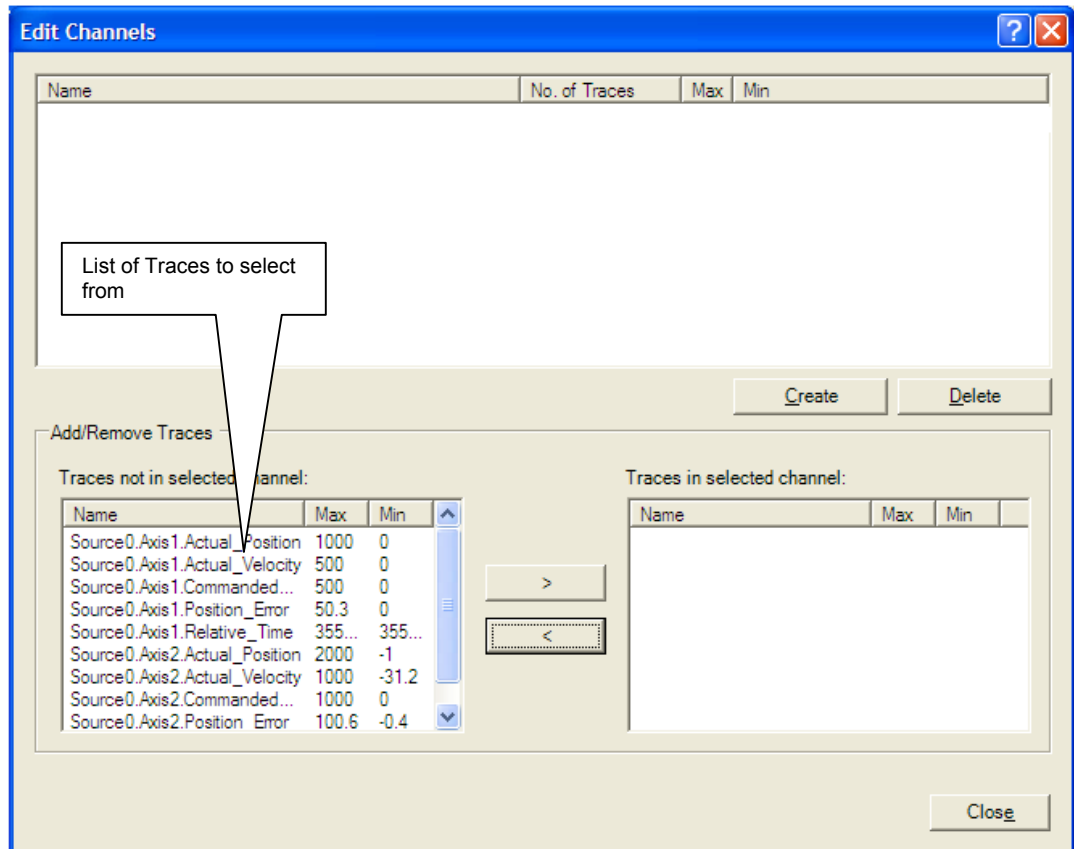 Edit Channels
Name No. of Traces Max Min
List of Traces to select
from
Create Delete
Add/Remove Traces
Traces not in selected channel: Traces in selected channel:
Name Max Min Name Max Min
Source0.Axis1.Actual_Position 1000 0
Source0.Axis1.Actual_Velocity 500 0
Source0.Axis1.Commanded... 500 0
>
Source0.Axis1.Position_Error 50.3 0
Source0.Axis1.Relative_Time 355... 355...
<
Source0.Axis2.Actual_Position 2000 -1
Source0.Axis2.Actual_Velocity 1000 -31.2
Source0.Axis2.Commanded... 1000 0
Source0.Axis2.Position_Error 100.6 -0.4
Close